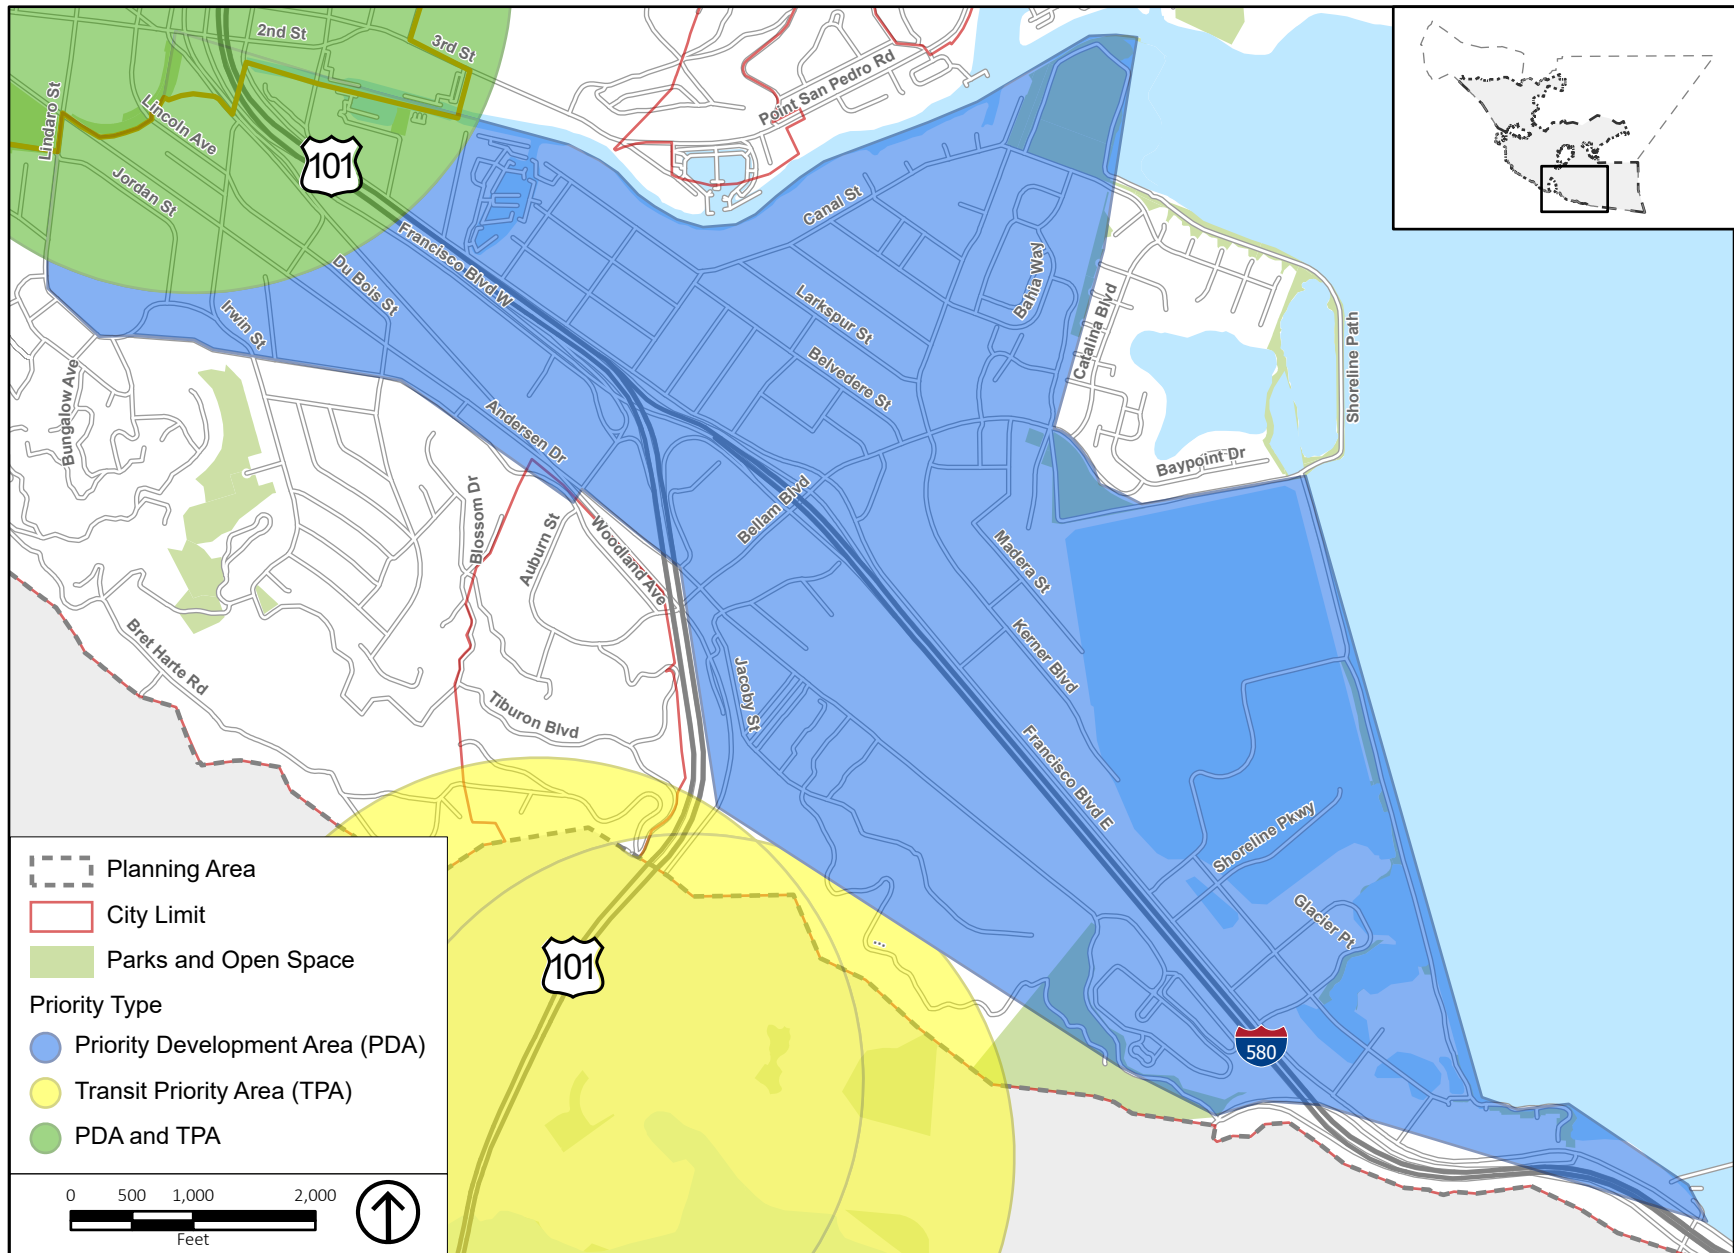 2nd St
3rd St
Point San Pedro Rd
Lindaro St
Lincoln Ave
101
Jordan St
Canal St
Francisco Blvd W
Du Bois St
Bahia Way
Irwin St
Larkspur St
Catalina Blvd
Shoreline Path
Belvedere St
Bungalow Ave
Andersen Dr
Baypoint Dr
Blossom Dr
Bellam Blvd
Auburn St
Woodland Ave
Madera St
Bret Harte Rd
Kerner Blvd
Jacoby St
Tiburon Blvd
Francisco Blvd E
Shoreline Pkwy
Glacier Pt
...
101
580
Planning Area
City Limit
Parks and Open Space
Priority Type
Priority Development Area (PDA)
Transit Priority Area (TPA)
PDA and TPA
0 500 1,000 2,000
Feet